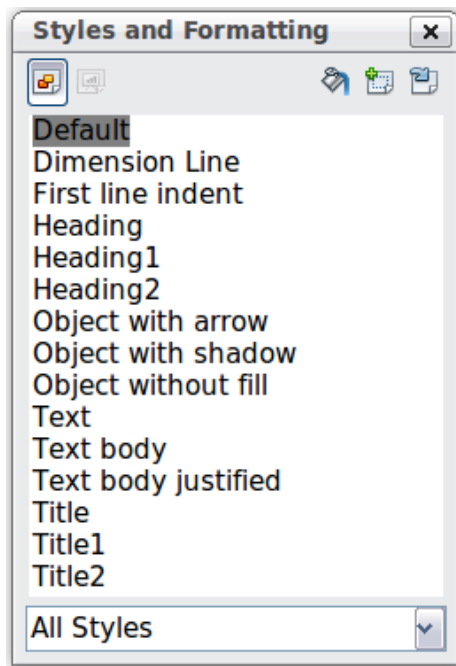 Styles and Formatting
Default
Dimension Line
First line indent
Heading
Heading1
Heading2
Object with arrow
Object with shadow
Object without fill
Text
Text body
Text body justified
Title
Title1
Title2
All Styles